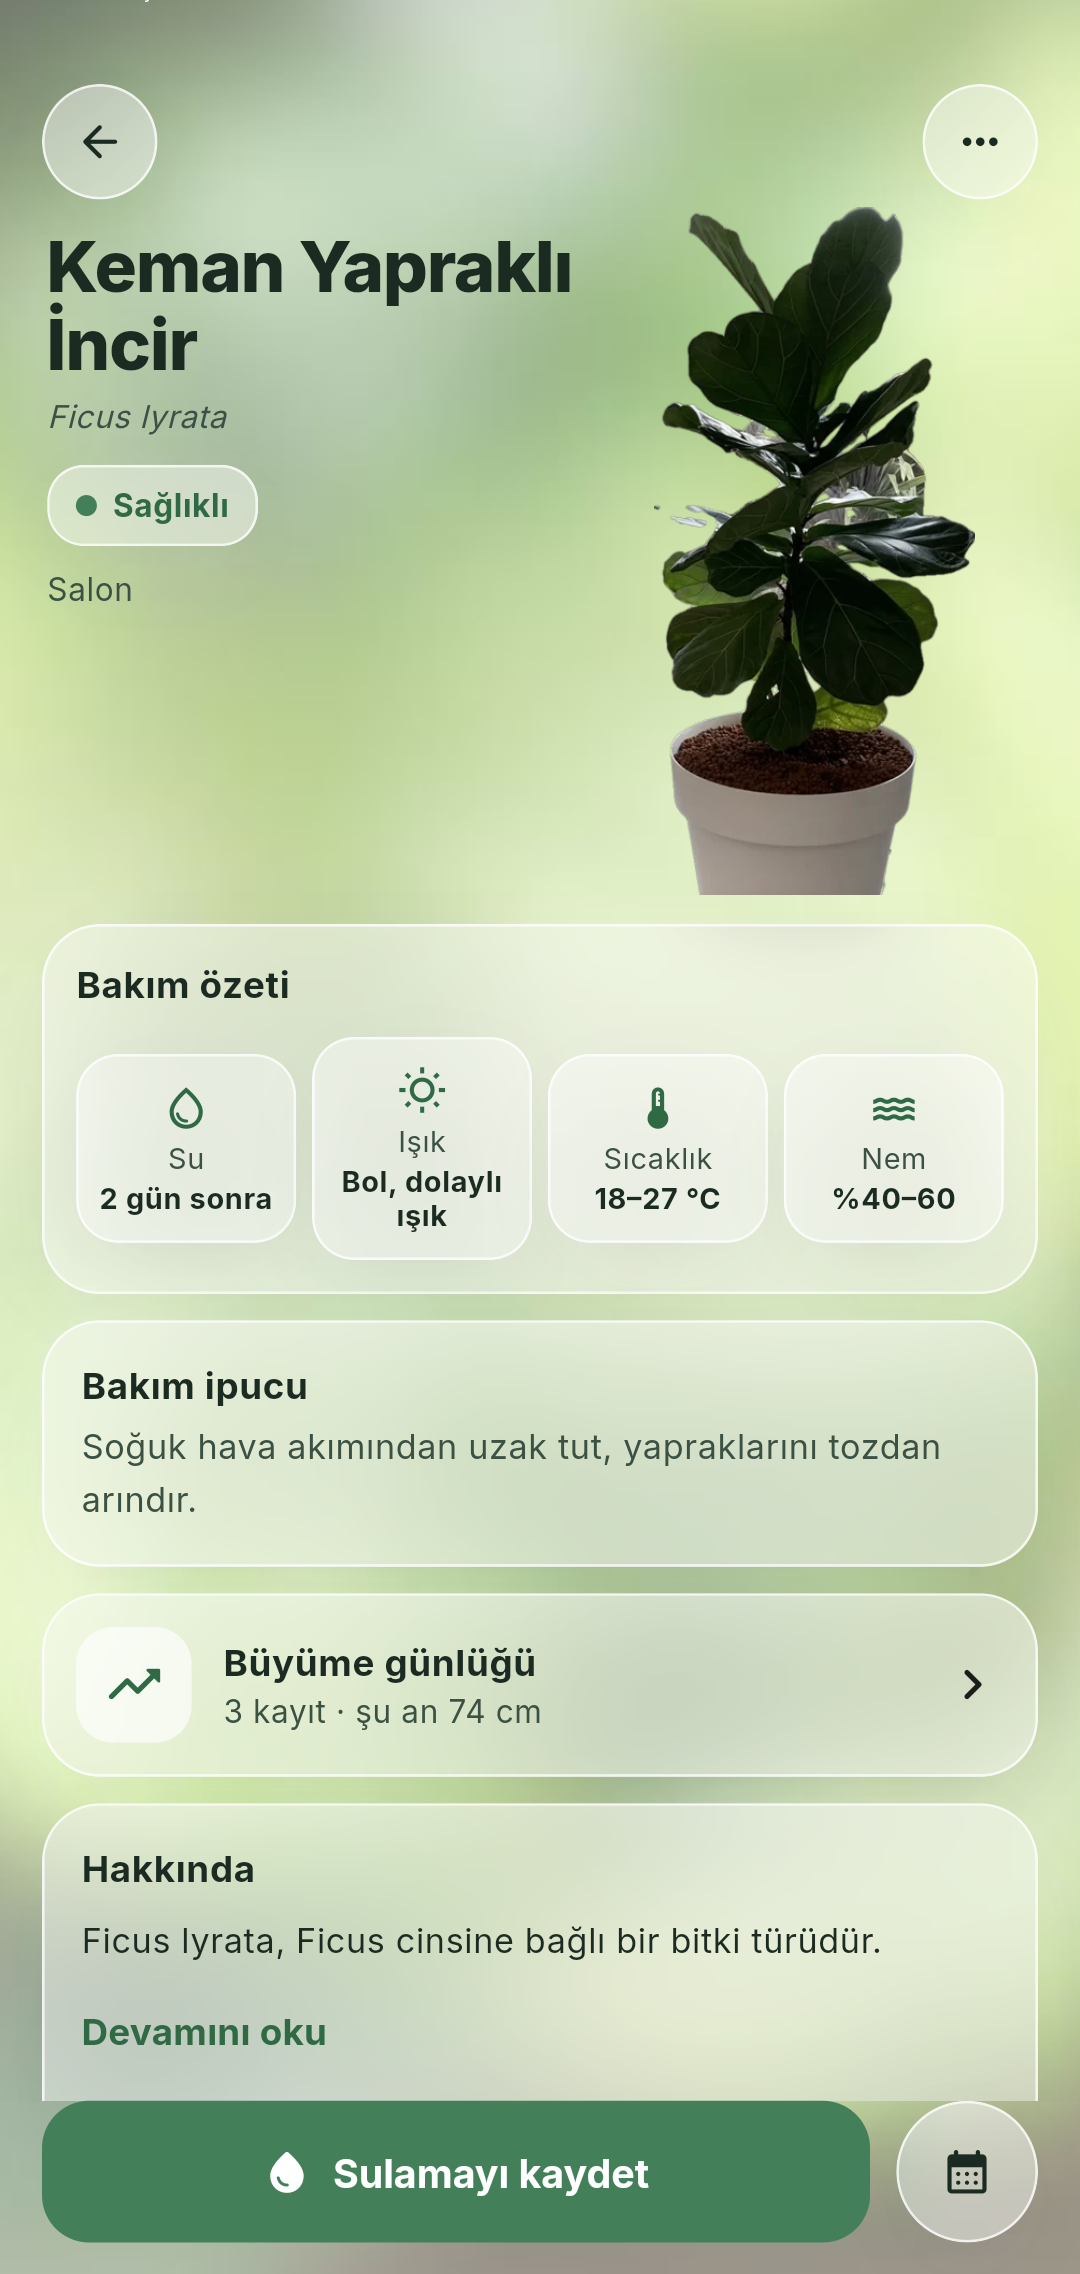 Keman Yapraklı
İncir
Ficus lyrata
Sağlıklı
Salon
Bakım özeti
Su
2 gün sonra
Işık
Bol, dolaylı
ışık
Sıcaklık
18–27 °C
Nem
%40–60
Bakım ipucu
Soğuk hava akımından uzak tut, yapraklarını tozdan
arındır.
Büyüme günlüğü
3 kayıt · şu an 74 cm
Hakkında
Ficus lyrata, Ficus cinsine bağlı bir bitki türüdür.
Devamını oku
Sulamayı kaydet